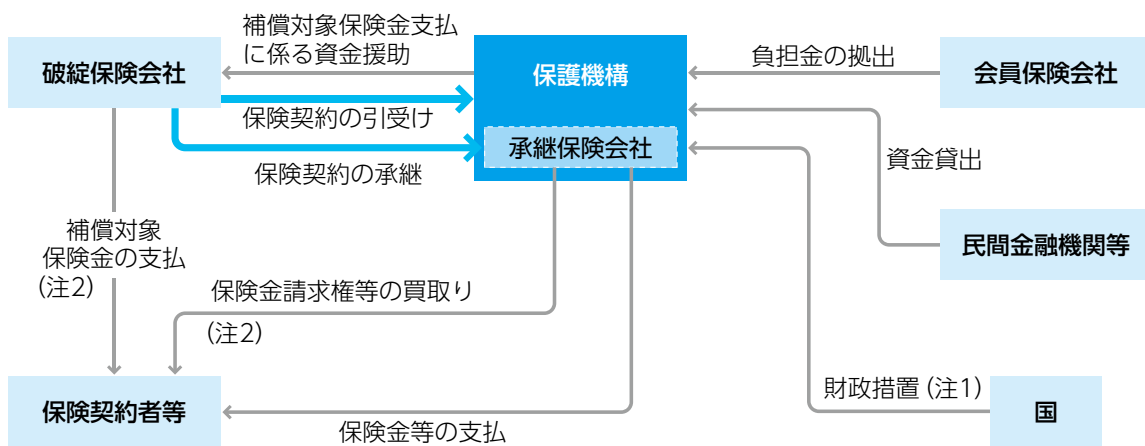 補償対象保険金支払
に係る資金援助
破綻保険会社
保護機構
負担金の拠出
会員保険会社
保険契約の引受け
承継保険会社
保険契約の承継
資金貸出
補償対象
保険金の支払
(注2)
民間金融機関等
保険金請求権等の買取り
(注2)
財政措置(注1)
国
保険契約者等
保険金等の支払